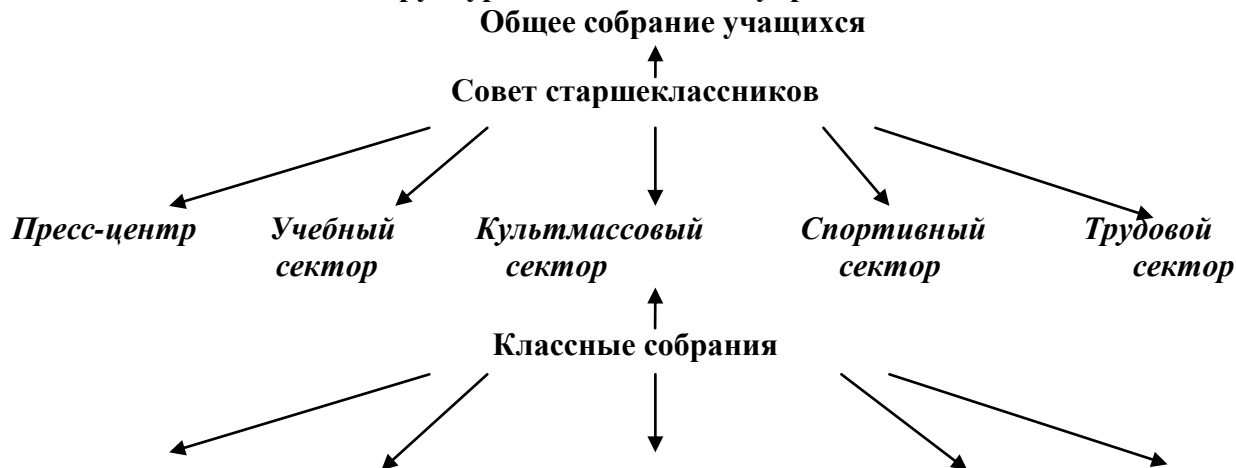 Общее собрание учащихся
Совет старшеклассников
Пресс-центр Учебный Культмассовый Спортивный Трудовой
сектор сектор сектор сектор
Классные собрания